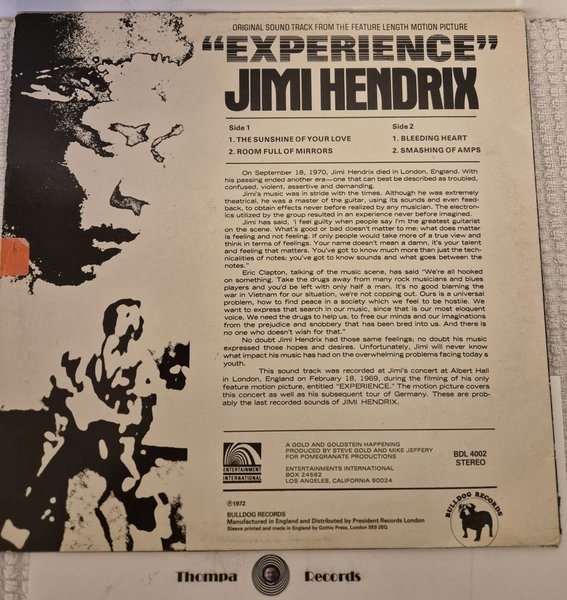 ORIGINAL SOUND TRACK FROM THE FEATURE LENGTH MOTION PICTURE
“EXPERIENCE”
JIMI HENDRIX
Side 1
1. THE SUNSHINE OF YOUR LOVE
2. ROOM FULL OF MIRRORS
Side 2
1. BLEEDING HEART
2. SMASHING OF AMPS
On September 18, 1970, Jimi Hendrix died in London, England. With
his passing ended another era—one that can best be described as troubled,
confused, violent, assertive and demanding.
Jimi's music was in stride with the times. Although he was extremely
theatrical, he was a master of the guitar, using its sounds and even feed-
back, to obtain effects never before realized by any musician. The electron-
ics utilized by the group resulted in an experience never before imagined.
Jimi has said, 'I feel guilty when people say I'm the greatest guitarist
on the scene. What's good or bad doesn't matter to me; what does matter
is feeling and not feeling. If only people would take more of a true view and
think in terms of feelings. Your name doesn't mean a damn, it's your talent
and feeling that matters. You've got to know much more than just the tech-
nicalities of notes; you've got to know sounds and what goes between the
notes."
Eric Clapton, talking of the music scene, has said "We're all hooked
on something. Take the drugs away from many rock musicians and blues
players and you'd be left with only half a man. It's no good blaming the
war in Vietnam for our situation, we're not copping out. Ours is a universal
problem, how to find peace in a society which we feel to be hostile. We
want to express that search in our music, since that is our most eloquent
voice. We need the drugs to help us, to free our minds and our imaginations
from the prejudice and snobbery that has been bred into us. And there is
no one who doesn't wish for that."
No doubt Jimi Hendrix had those same feelings; no doubt his music
expressed those hopes and desires. Unfortunately, Jimi will never know
what impact his music has had on the overwhelming problems facing today s
youth.
This sound track was recorded at Jimi's concert at Albert Hall
in London, England on February 18, 1969, during the filming of his only
feature motion picture, entitled "EXPERIENCE." The motion picture covers
this concert as well as his subsequent tour of Germany. These are prob-
ably the last recorded sounds of JIMI HENDRIX.
ENTERTAINMENT
INTERNATIONAL
A GOLD AND GOLDSTEIN HAPPENING
PRODUCED BY STEVE GOLD AND MIKE JEFFERY
FOR POMEGRANATE PRODUCTIONS
ENTERTAINMENTS INTERNATIONAL
BOX 24562
LOS ANGELES, CALIFORNIA 90024
BDL 4002
STEREO
℗1972
BULLDOG RECORDS
Manufactured in England and Distributed by President Records London
Sleeve printed and made in England by Gothic Press, London SE9 2EQ
BULLDOG RECORDS
Thompa Records